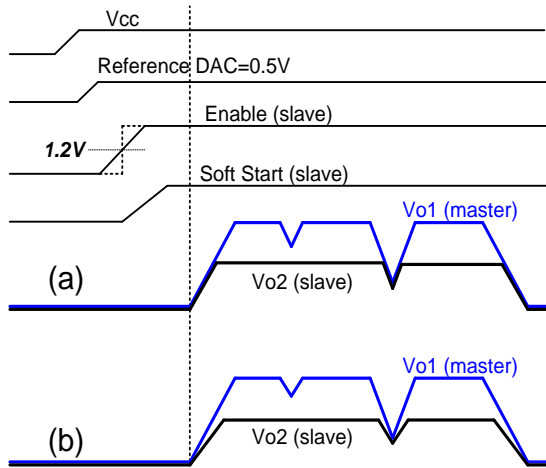 Vcc
Reference DAC=0.5V
Enable (slave)
1.2V
Soft Start (slave)
Vo1 (master)
(a)
Vo2 (slave)
Vo1 (master)
Vo2 (slave)
(b)